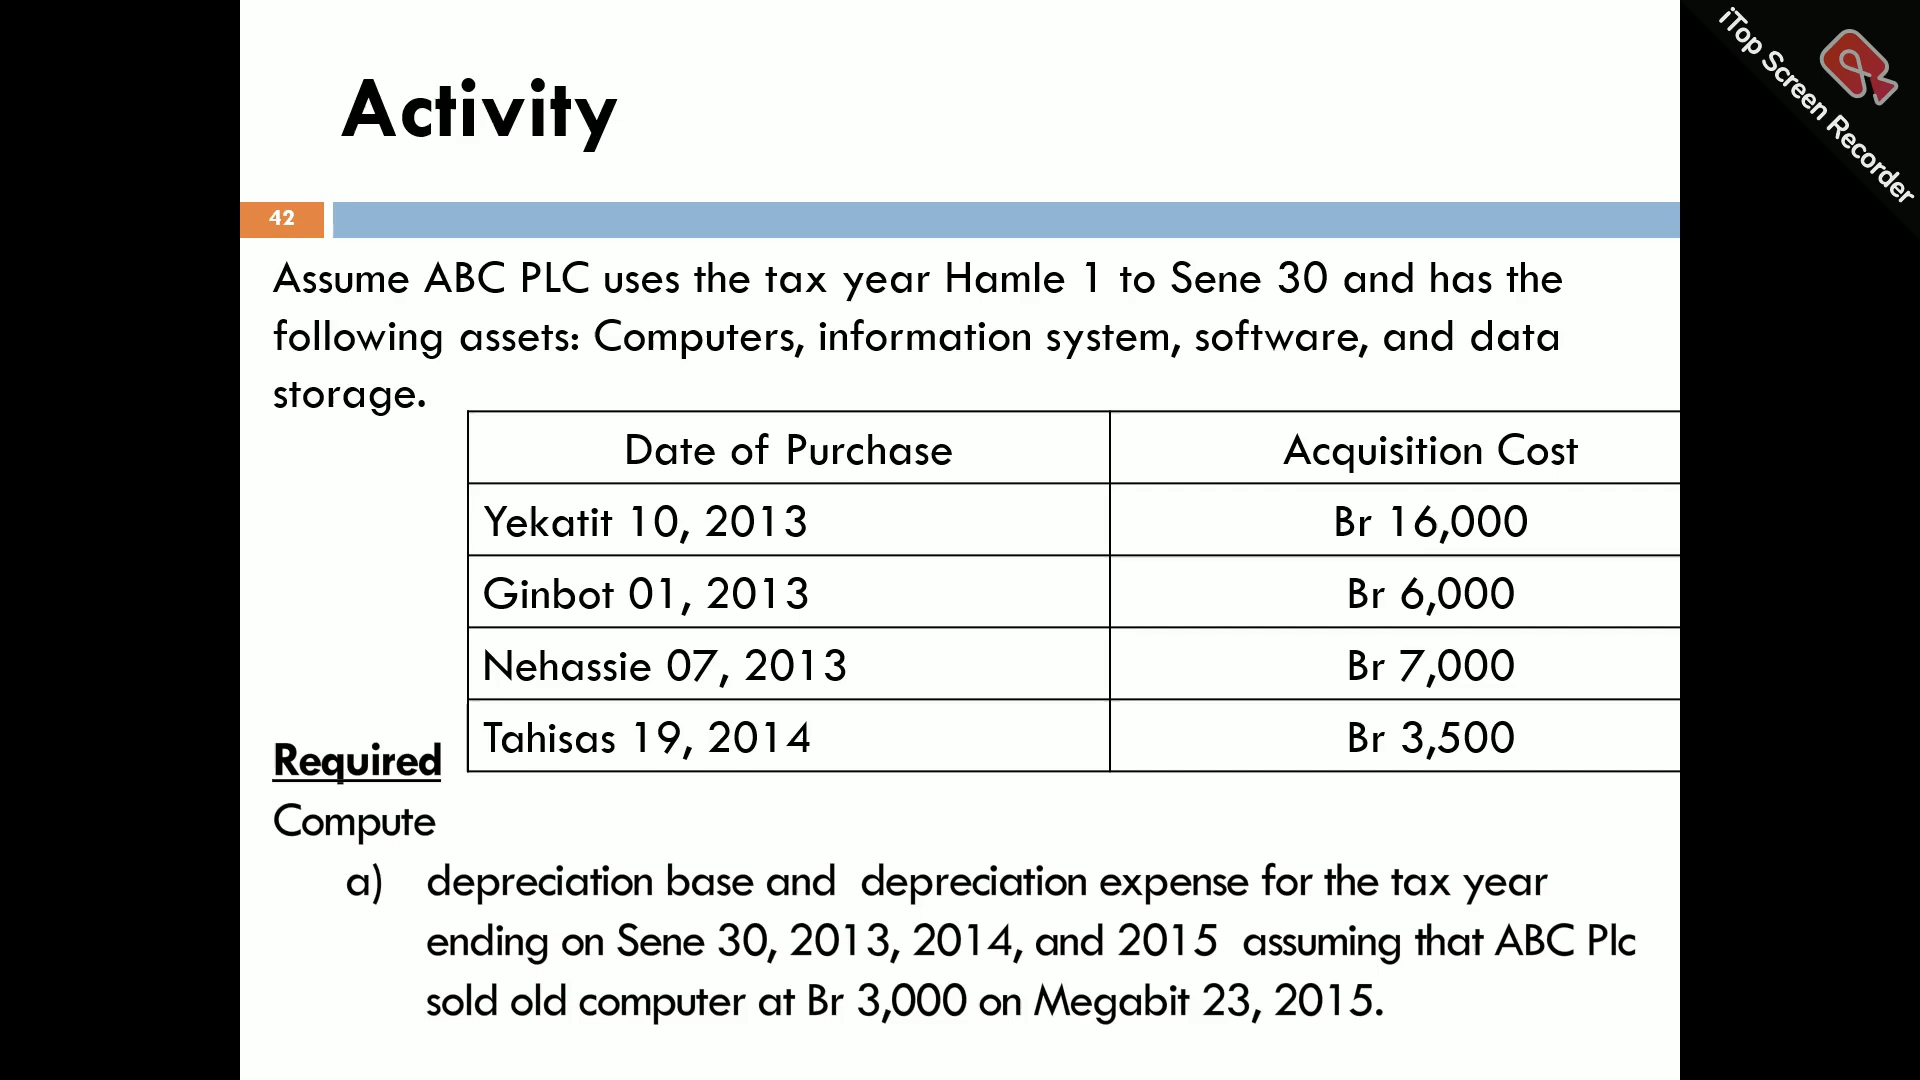 Activity
iTop Screen Recorder
42
Assume ABC PLC uses the tax year Hamle 1 to Sene 30 and has the
following assets: Computers, information system, software, and data
storage.
Date of Purchase Acquisition Cost
Yekatit 10, 2013 Br 16,000
Ginbot 01, 2013 Br 6,000
Nehassie 07, 2013 Br 7,000
Tahisas 19, 2014 Br 3,500
Required
Compute
a) depreciation base and depreciation expense for the tax year
ending on Sene 30, 2013, 2014, and 2015 assuming that ABC Plc
sold old computer at Br 3,000 on Megabit 23, 2015.